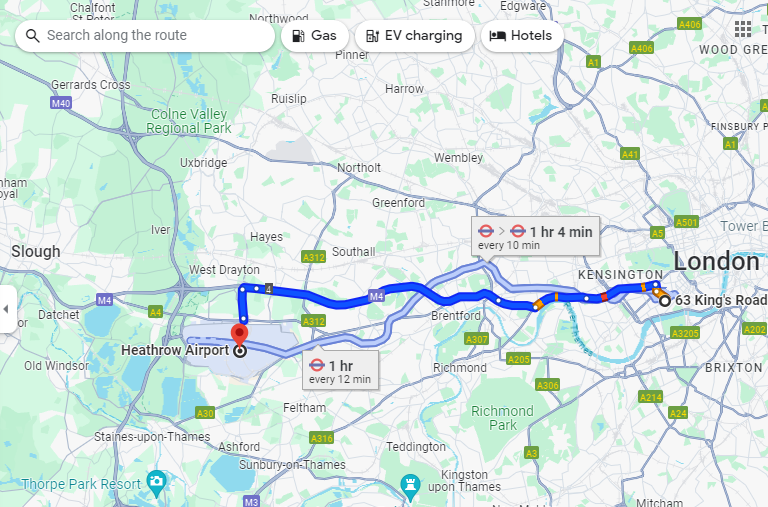 Chalfont
St Peter
Northwood
Stanmore
Edgware
Search along the route
Gas
EV charging
Hotels
A406
A406
A1
WOOD GRE
Pinner
Gerrards Cross
M40
Ruislip
Harrow
Colne Valley
Regional Park
FINSBURY P
A1
A41
Uxbridge
Northolt
Wembley
nham
oyal
Greenford
A501
A5
Tower B
Iver
Hayes
1 hr 4 min
every 10 min
Slough
A312
Southall
West Drayton
KENSINGTON
London
4
M4
M4
A4
63 King's Road
Datchet
A312
Brentford
Thames
A3205
A202
Heathrow Airport
A307
A205
1 hr
every 12 min
Old Windsor
Richmond
BRIXTON
A306
A214
A24
A30
Feltham
Richmond
Park
Staines-upon-Thames
A316
Ashford
Teddington
A3
Sunbury-on-Thames
Thorpe Park Resort
Kingston
upon Thames
M3
Mitcham